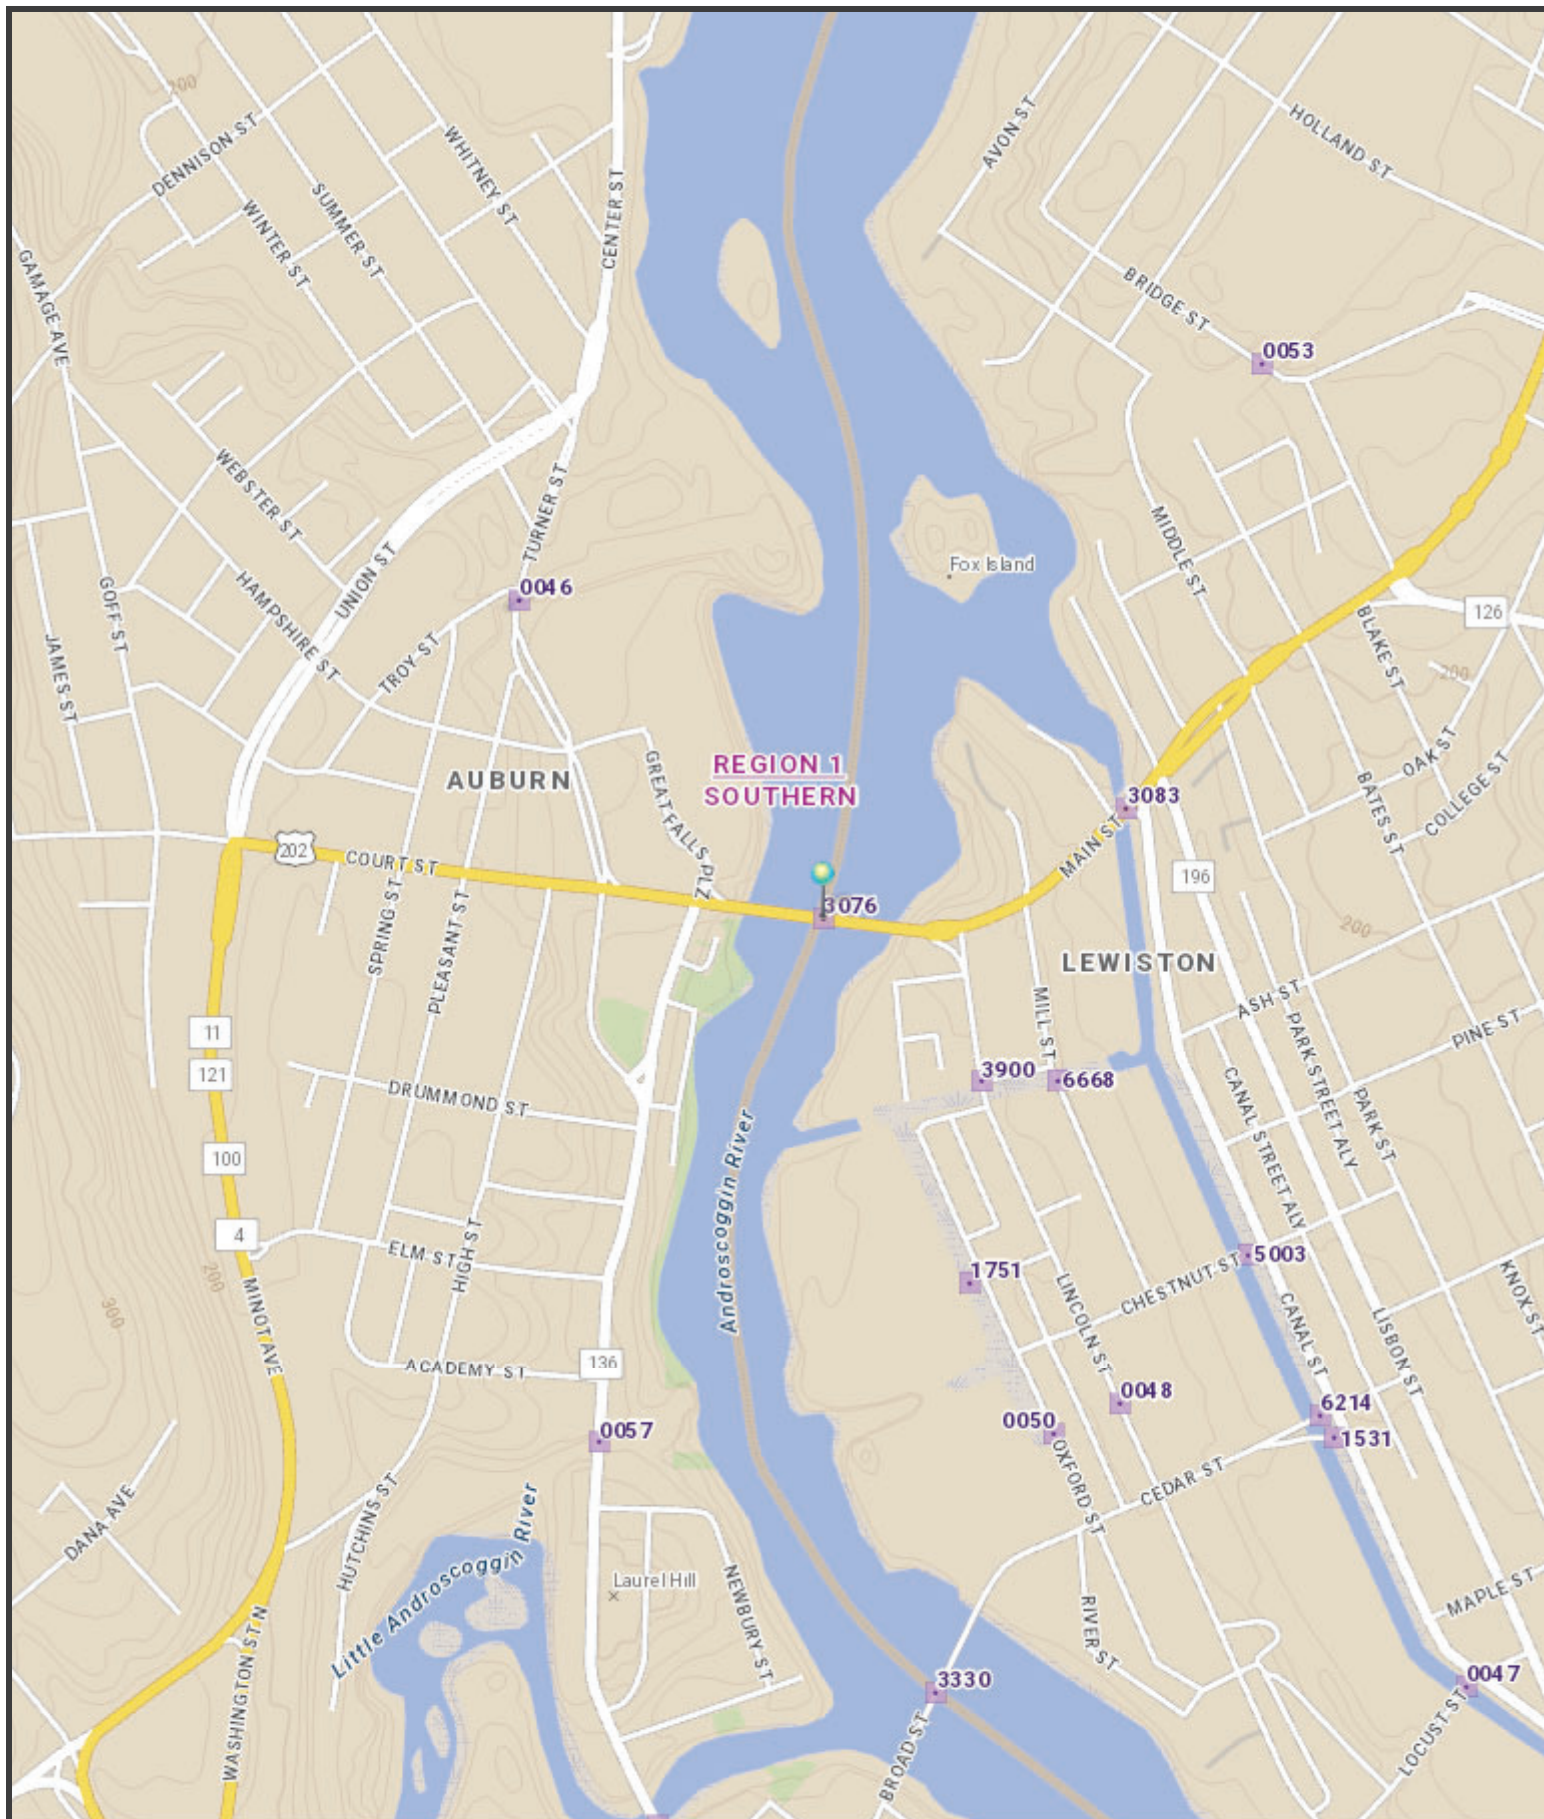 200
HOLLAND ST
AVON ST
DENNISON ST
WHITNEY ST
SUMMER ST
WINTER ST
CENTER ST
GAMAGE AVE
BRIDGE ST
0053
WEBSTER ST
TURNER ST
MIDDLE ST
UNION ST
Fox Island
0046
HAMPSHIRE ST
GOFF ST
JAMES ST
TROY ST
126
BLAKE ST
200
OAK ST
COLLEGE ST
BATES ST
REGION 1
SOUTHERN
AUBURN
GREAT FALLS PLZ
3083
MAIN ST
202
COURT ST
196
3076
SPRING ST
PLEASANT ST
LEWISTON
200
ASH ST
PINE ST
MILL ST
11
121
PARK STREET ALY
CANAL STREET ALY
PARK ST
3900
6668
DRUMMOND ST
100
Androscoggin River
4
ELM ST
HIGH ST
200
300
MINOT AVE
1751
CHESTNUT ST
5003
LINCOLN ST
CANAL ST
LISBON ST
KNOX ST
136
ACADEMY ST
0048
0050
6214
1531
0057
OXFORD ST
CEDAR ST
DANA AVE
HUTCHINS ST
Little Androscoggin River
Laurel Hill
NEWBURY ST
RIVER ST
MAPLE ST
WASHINGTON ST N
3330
0047
BROAD ST
LOCUST ST